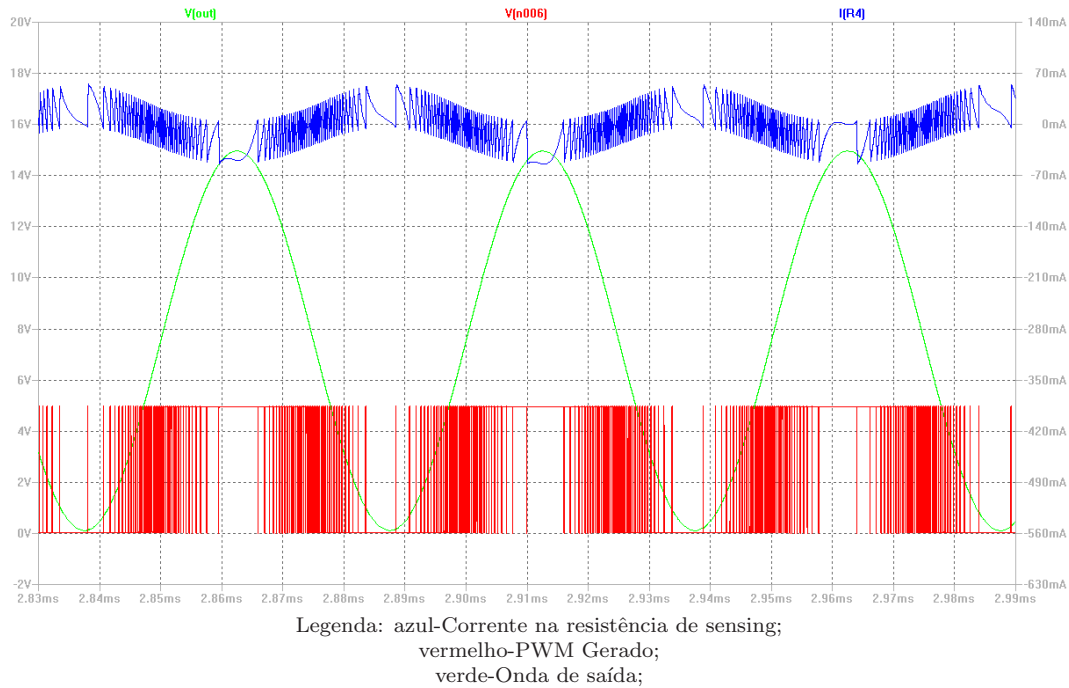 V(out) V(n006) I(R4)
20V 140mA
18V 70mA
16V 0mA
14V -70mA
12V -140mA
10V -210mA
8V -280mA
6V -350mA
4V -420mA
2V -490mA
0V -560mA
-2V -630mA
2.83ms 2.84ms 2.85ms 2.86ms 2.87ms 2.88ms 2.89ms 2.90ms 2.91ms 2.92ms 2.93ms 2.94ms 2.95ms 2.96ms 2.97ms 2.98ms 2.99ms
Legenda: azul-Corrente na resistência de sensing;
vermelho-PWM Gerado;
verde-Onda de saída;